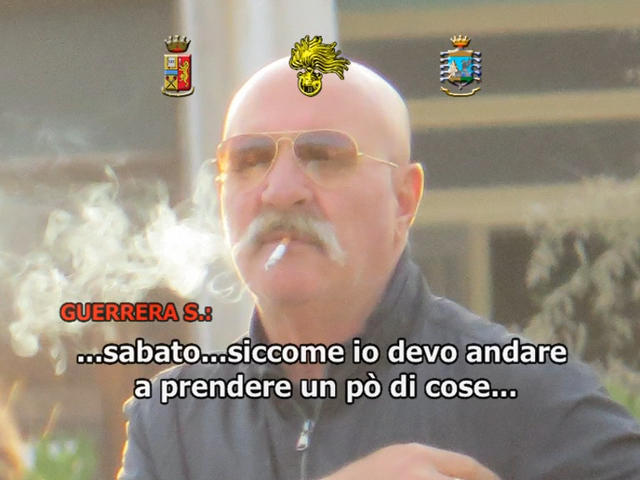 GUERRERA S.:
...sabato...siccome io devo andare
a prendere un pò di cose...